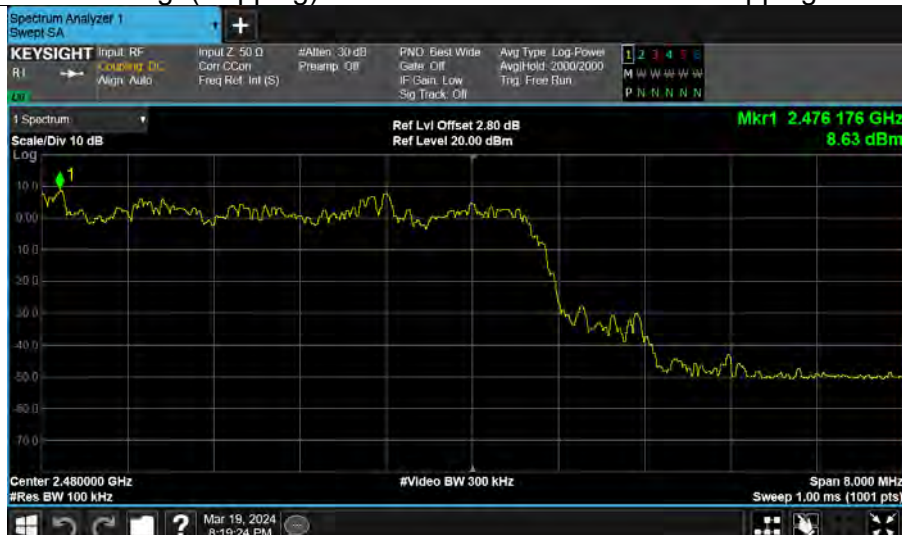 Spectrum Analyzer 1
Swept SA
+
KEYSIGHT Input: RF Input Z: 50 Ω #Atten: 30 dB PNO: Best Wide Avg Type: Log-Power 1 2 3 4 5 6
RL Coupling: DC Corr CCorr Preamp: Off Gate: Off Avg|Hold: 2000/2000 M W W W W W
Align: Auto Freq Ref: Int (S) IF Gain: Low Trig: Free Run P N N N N N
Sig Track: Off
1 Spectrum Ref Lvl Offset 2.80 dB Mkr1 2.476 176 GHz
Scale/Div 10 dB Ref Level 20.00 dBm 8.63 dBm
Log
1
10.0
0.00
-10.0
-20.0
-30.0
-40.0
-50.0
-60.0
-70.0
Center 2.480000 GHz #Video BW 300 kHz Span 8.000 MHz
#Res BW 100 kHz Sweep 1.00 ms (1001 pts)
? Mar 19, 2024
8:19:24 PM